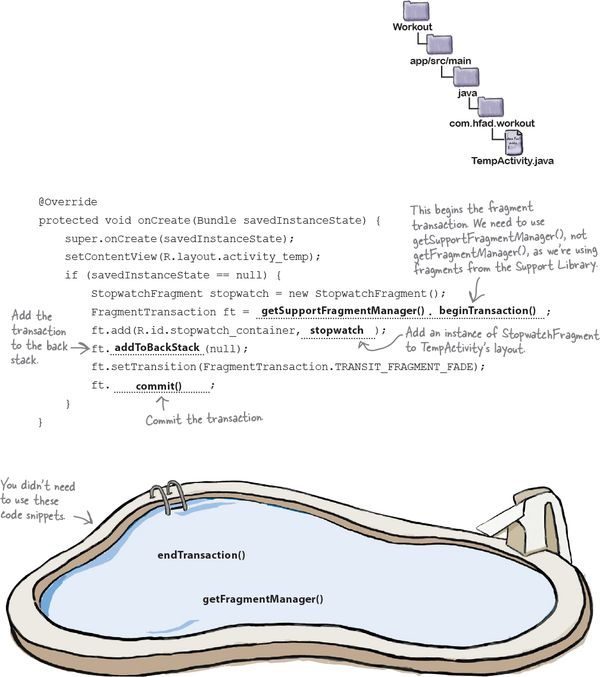 Workout
app/src/main
java
com.hfad.workout
TempActivity.java
@Override
protected void onCreate(Bundle savedInstanceState) {
super.onCreate(savedInstanceState);
setContentView(R.layout.activity_temp);
if (savedInstanceState == null) {
StopwatchFragment stopwatch = new StopwatchFragment();
FragmentTransaction ft = getSupportFragmentManager() . beginTransaction() ;
ft.add(R.id.stopwatch_container, stopwatch );
ft. addToBackStack (null);
ft.setTransition(FragmentTransaction.TRANSIT_FRAGMENT_FADE);
ft. commit() ;
}
}
This begins the fragment
transaction. We need to use
getSupportFragmentManager(), not
getFragmentManager(), as we're using
fragments from the Support Library.
Add the
transaction
to the back
stack.
Add an instance of StopwatchFragment
to TempActivity's layout.
Commit the transaction.
You didn't need
to use these
code snippets.
endTransaction()
getFragmentManager()